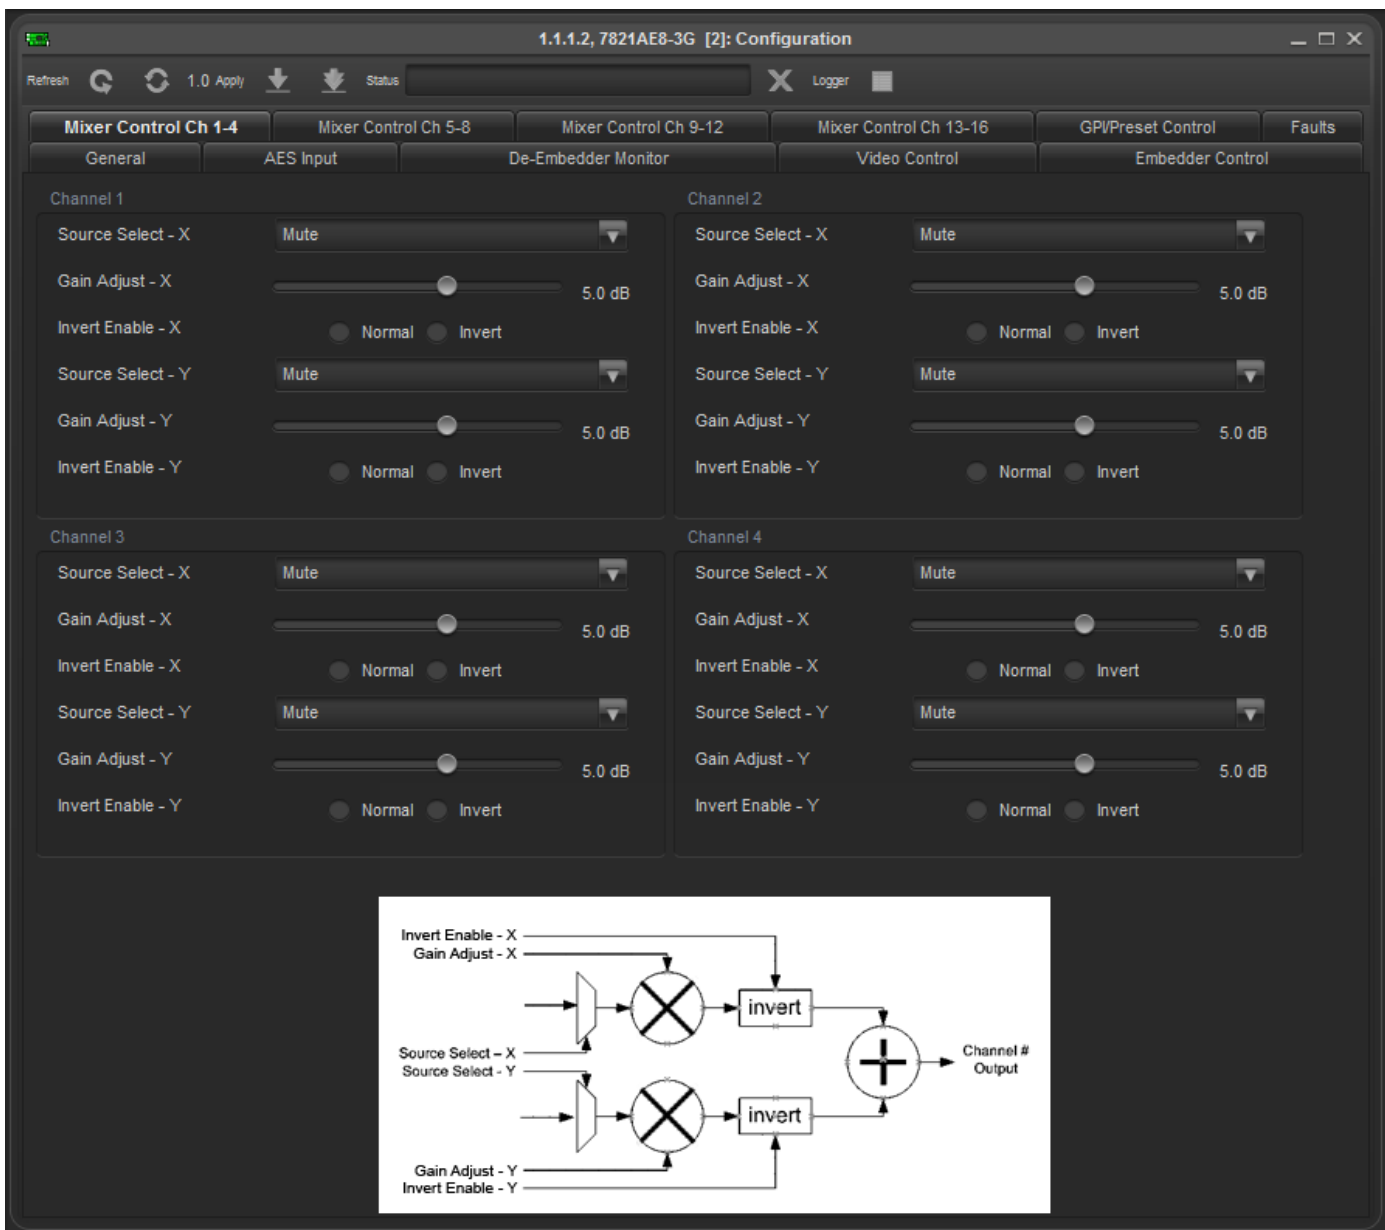 1.1.1.2, 7821AE8-3G [2]: Configuration
Refresh 1.0 Apply Status Logger
Mixer Control Ch 1-4 Mixer Control Ch 5-8 Mixer Control Ch 9-12 Mixer Control Ch 13-16 GPI/Preset Control Faults
General AES Input De-Embedder Monitor Video Control Embedder Control
Channel 1
Source Select - X Mute
Gain Adjust - X 5.0 dB
Invert Enable - X Normal Invert
Source Select - Y Mute
Gain Adjust - Y 5.0 dB
Invert Enable - Y Normal Invert
Channel 2
Source Select - X Mute
Gain Adjust - X 5.0 dB
Invert Enable - X Normal Invert
Source Select - Y Mute
Gain Adjust - Y 5.0 dB
Invert Enable - Y Normal Invert
Channel 3
Source Select - X Mute
Gain Adjust - X 5.0 dB
Invert Enable - X Normal Invert
Source Select - Y Mute
Gain Adjust - Y 5.0 dB
Invert Enable - Y Normal Invert
Channel 4
Source Select - X Mute
Gain Adjust - X 5.0 dB
Invert Enable - X Normal Invert
Source Select - Y Mute
Gain Adjust - Y 5.0 dB
Invert Enable - Y Normal Invert
Invert Enable - X
Gain Adjust - X
invert
Source Select – X
Source Select - Y
Channel #
Output
invert
Gain Adjust - Y
Invert Enable - Y